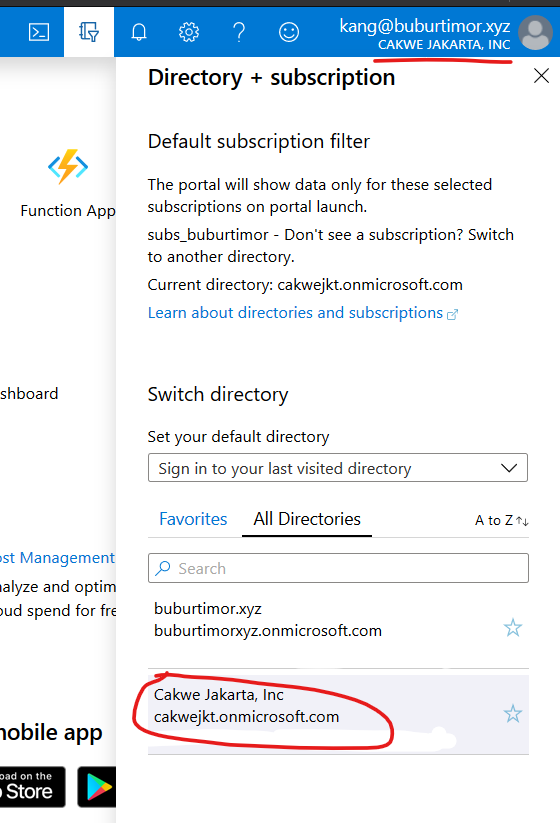 kang@buburtimor.xyz
CAKWE JAKARTA, INC
Directory + subscription
Default subscription filter
The portal will show data only for these selected
subscriptions on portal launch.
subs_buburtimor - Don't see a subscription? Switch
to another directory.
Current directory: cakwejkt.onmicrosoft.com
Learn about directories and subscriptions
Switch directory
Set your default directory
Sign in to your last visited directory
Favorites
All Directories
A to Z
Search
buburtimor.xyz
buburtimorxyz.onmicrosoft.com
Cakwe Jakarta, Inc
cakwejkt.onmicrosoft.com
Function App
shboard
ost Management
nalyze and optim
oud spend for fre
mobile app
oad on the
Store